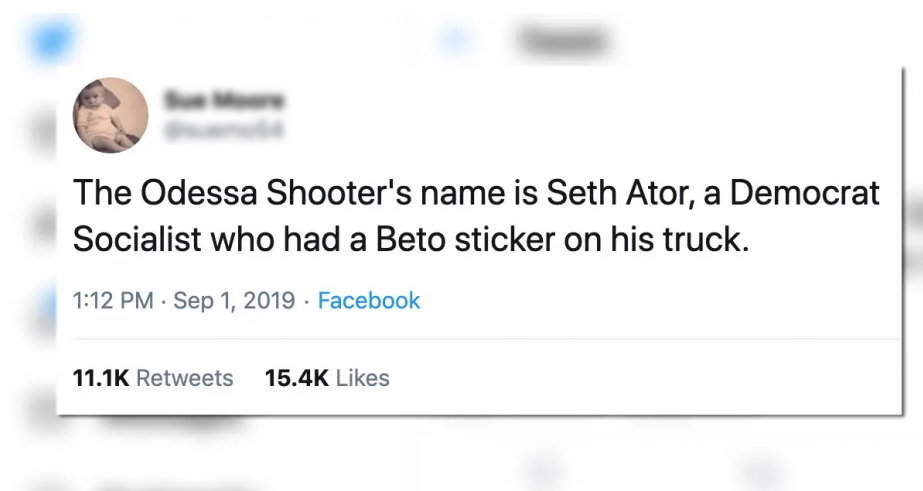 The Odessa Shooter's name is Seth Ator, a Democrat
Socialist who had a Beto sticker on his truck.
1:12 PM · Sep 1, 2019 · Facebook
11.1K Retweets 15.4K Likes